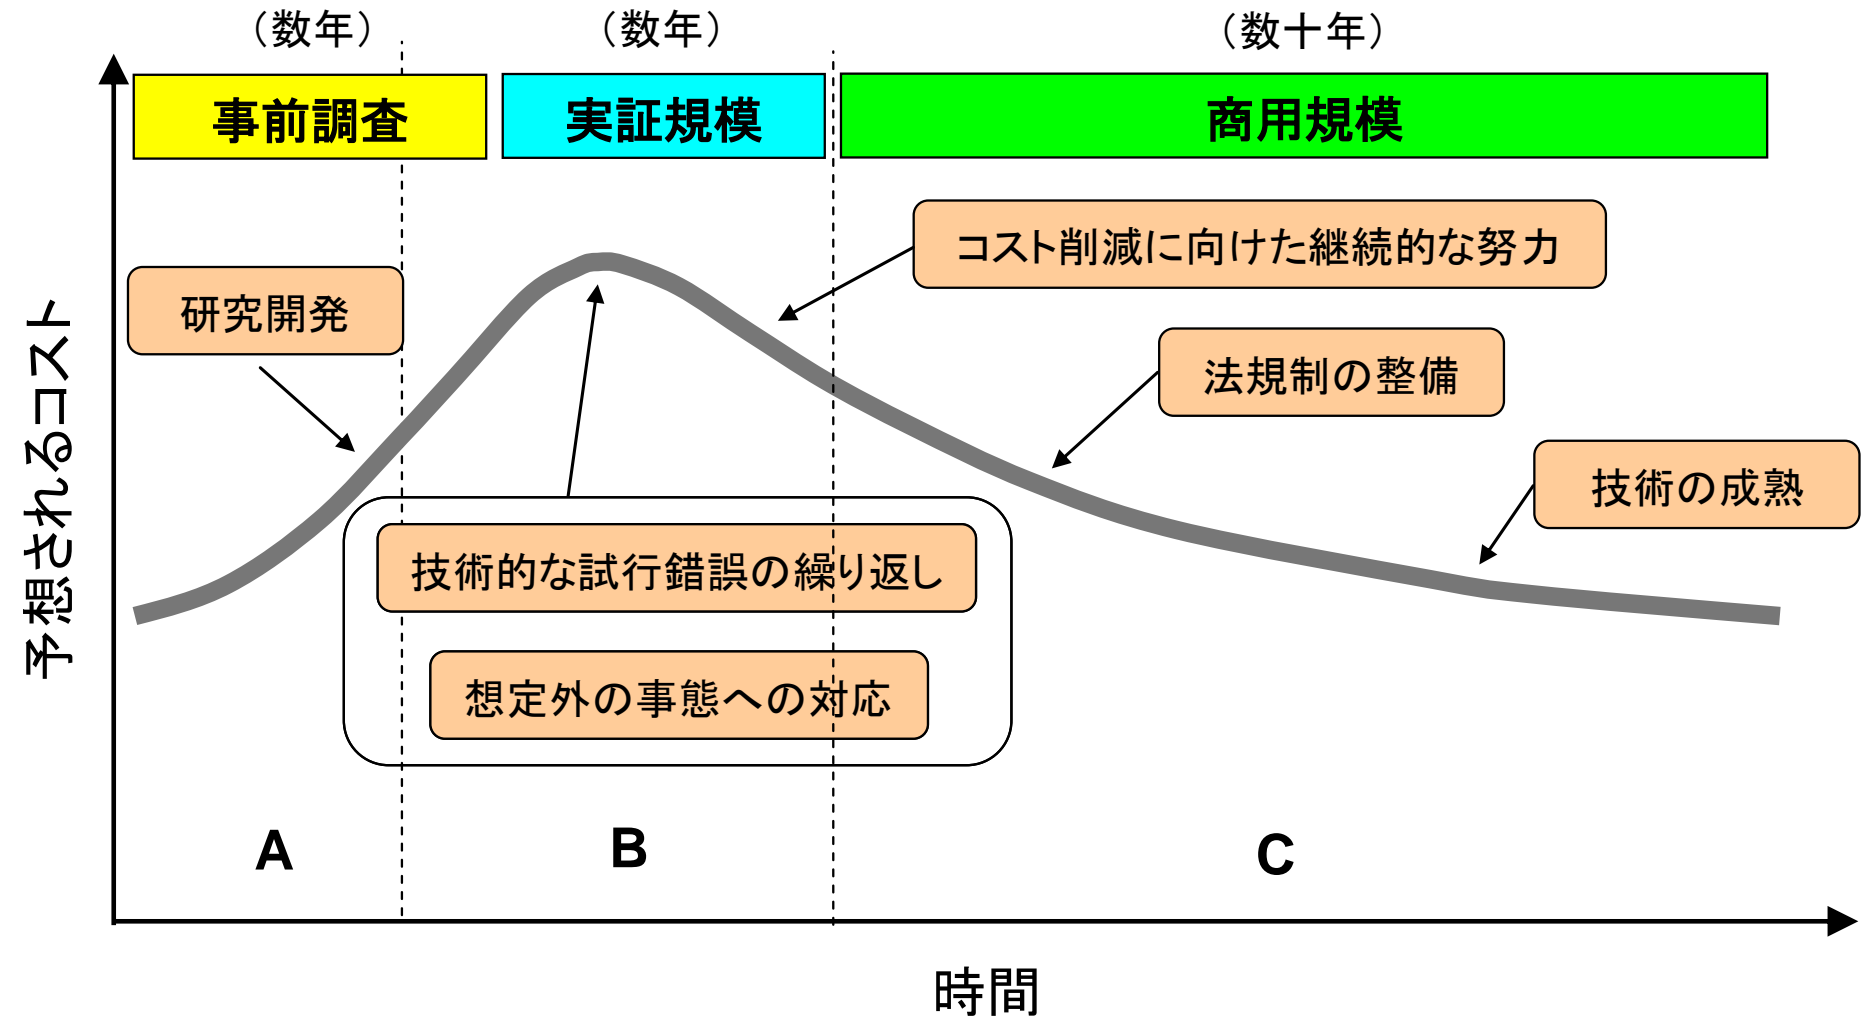 （数年）
（数年）
（数十年）
事前調査
実証規模
商用規模
コスト削減に向けた継続的な努力
研究開発
法規制の整備
技術の成熟
技術的な試行錯誤の繰り返し
想定外の事態への対応
予想されるコスト
A
B
C
時間